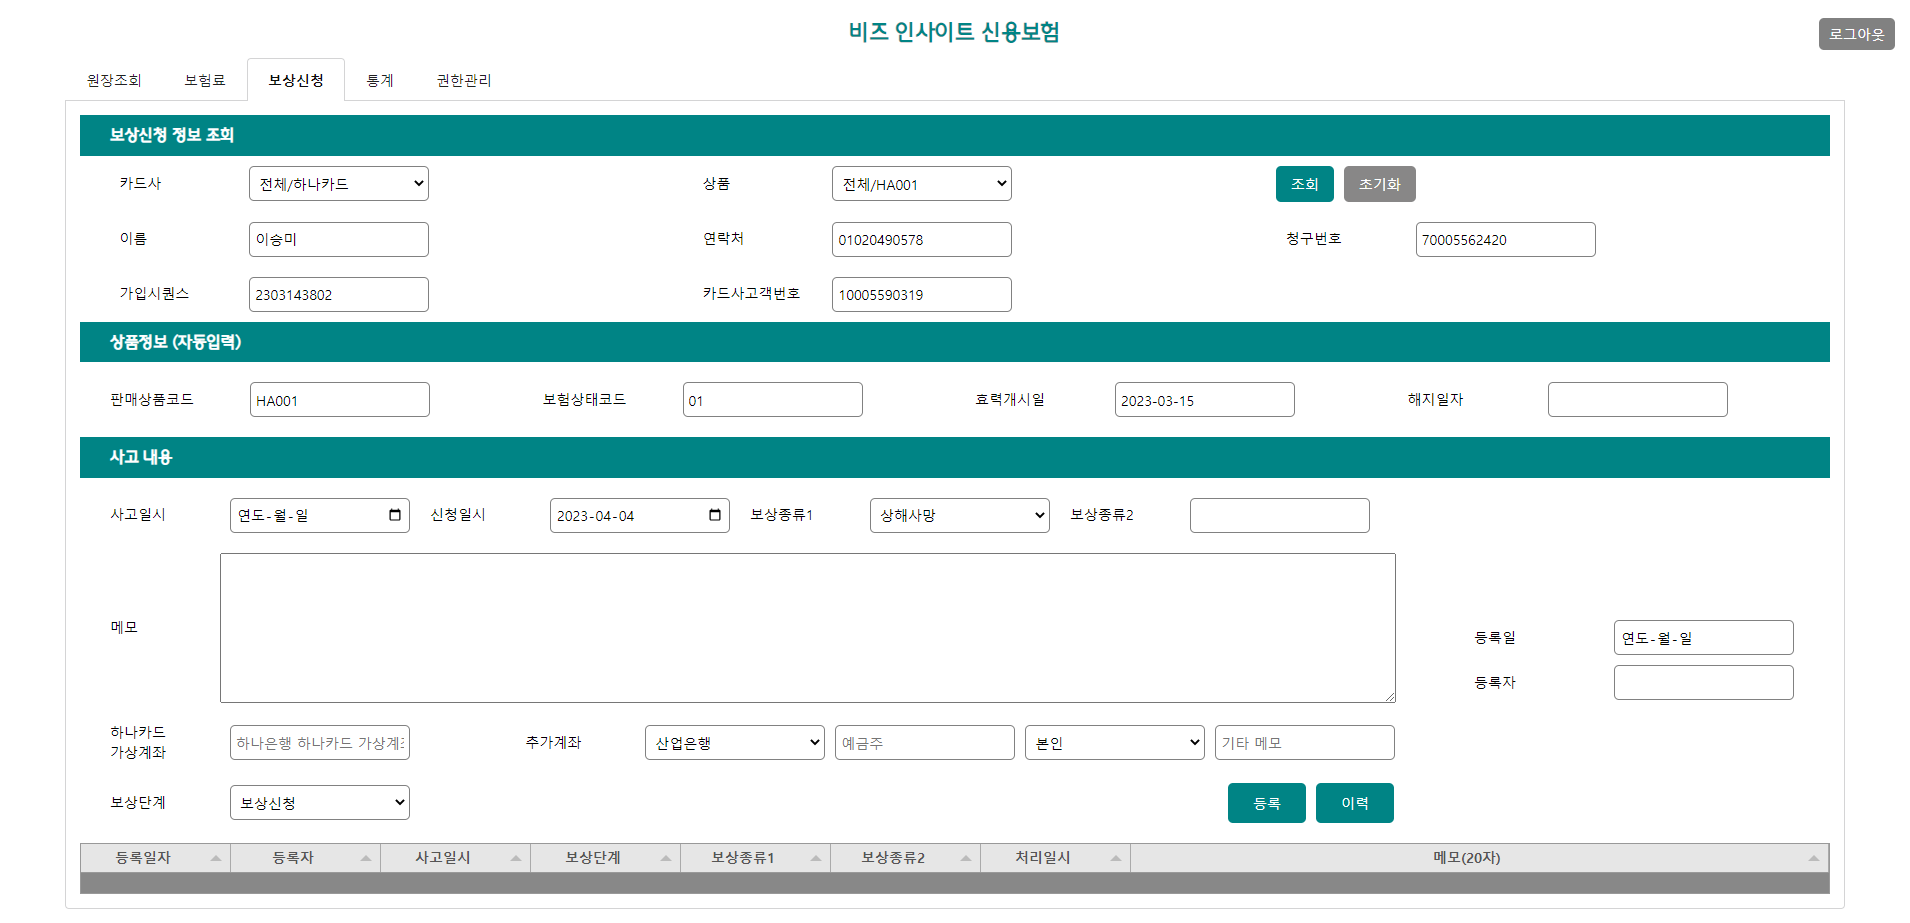 비즈 인사이트 신용보험
로그아웃
원장조회 보험료 보상신청 통계 권한관리
보상신청 정보 조회
카드사 전체/하나카드 상품 전체/HA001 조회 초기화
이름 이승미 연락처 01020490578 청구번호 70005562420
가입시퀀스 2303143802 카드사고객번호 10005590319
상품정보 (자동입력)
판매상품코드 HA001 보험상태코드 01 효력개시일 2023-03-15 해지일자
사고 내용
사고일시 연도-월-일 신청일시 2023-04-04 보상종류1 상해사망 보상종류2
메모
등록일 연도-월-일
등록자
하나카드
가상계좌 하나은행 하나카드 가상계좌 추가계좌 산업은행 예금주 본인 기타 메모
보상단계 보상신청 등록 이력
등록일자 등록자 사고일시 보상단계 보상종류1 보상종류2 처리일시 메모(20자)